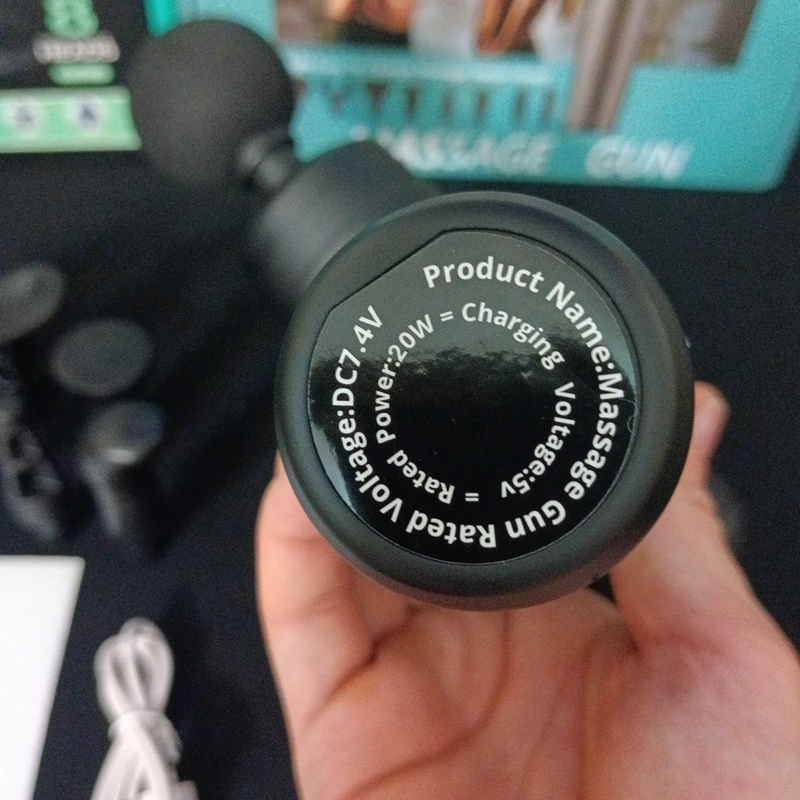 MASSAGE GUN
Product Name:Massage Gun Rated Voltage:DC7.4V
= Charging Voltage:5v = Rated Power:20W